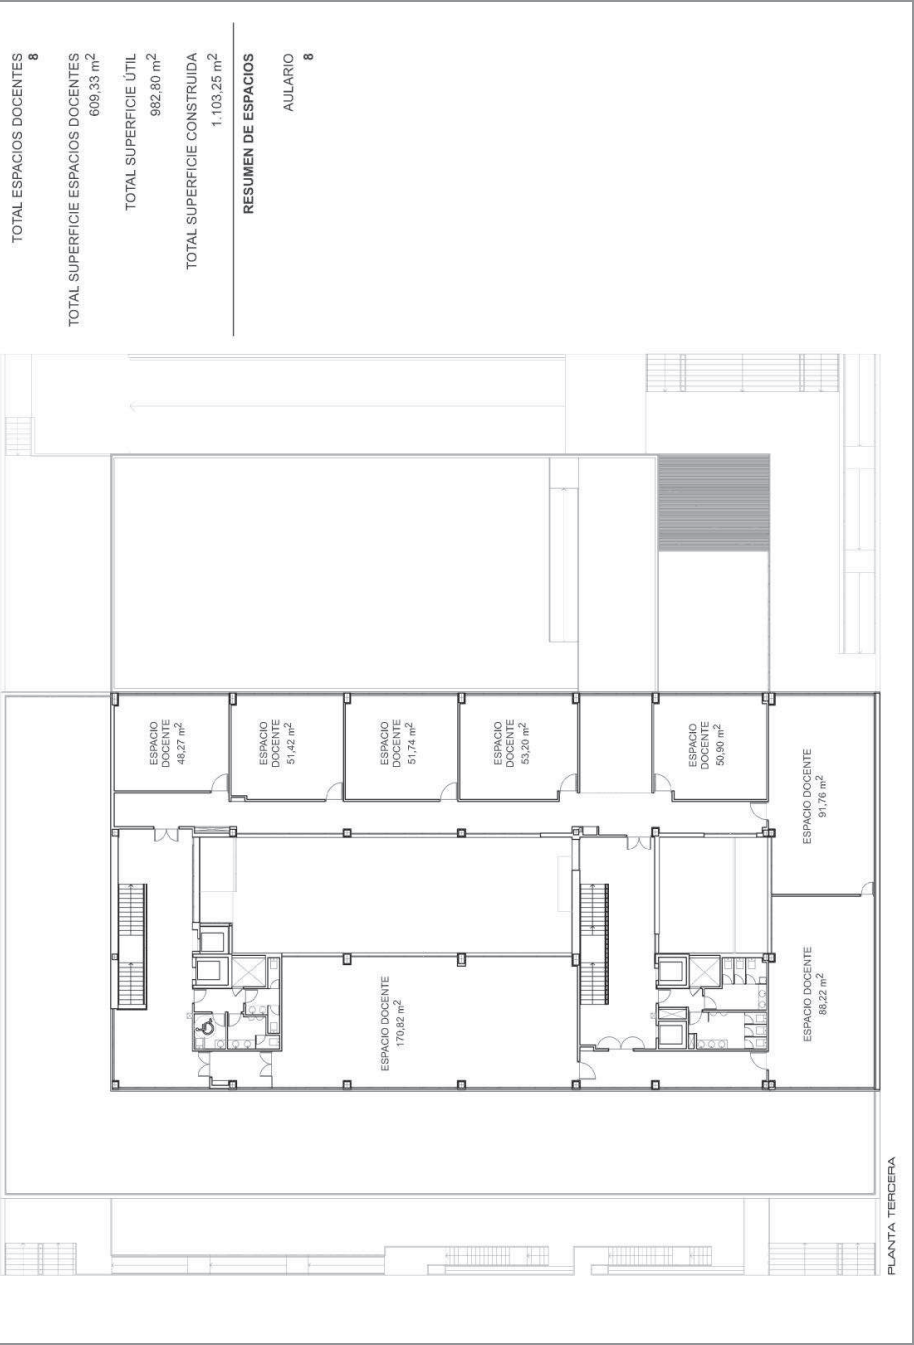 TOTAL ESPACIOS DOCENTES
8
TOTAL SUPERFICIE ESPACIOS DOCENTES
609,33 m²
TOTAL SUPERFICIE ÚTIL
982,80 m²
TOTAL SUPERFICIE CONSTRUIDA
1.103,25 m²
RESUMEN DE ESPACIOS
AULARIO
8
ESPACIO
DOCENTE
48,27 m²
ESPACIO
DOCENTE
51,42 m²
ESPACIO
DOCENTE
51,74 m²
ESPACIO
DOCENTE
53,20 m²
ESPACIO
DOCENTE
50,90 m²
ESPACIO DOCENTE
91,76 m²
ESPACIO DOCENTE
170,82 m²
ESPACIO DOCENTE
88,22 m²
PLANTA TERCERA